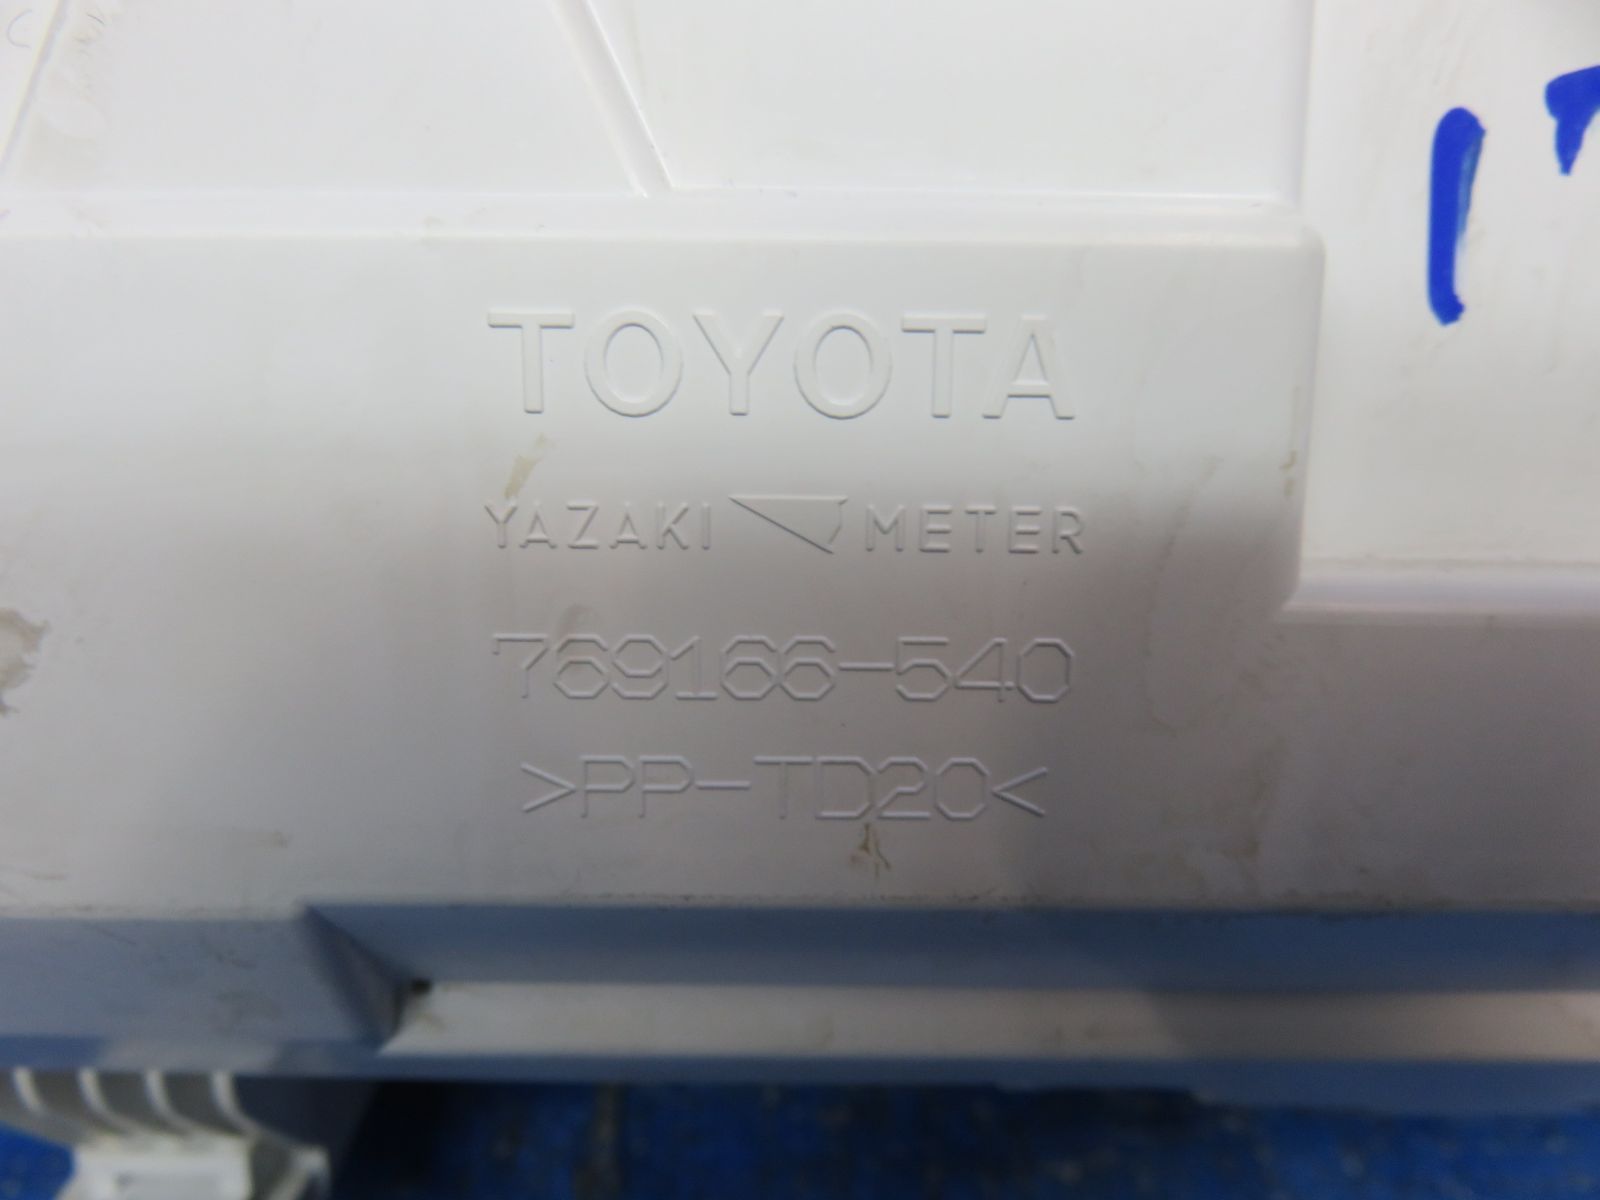 TOYOTA
YAZAKI METER
769166-540
>PP-TD20<